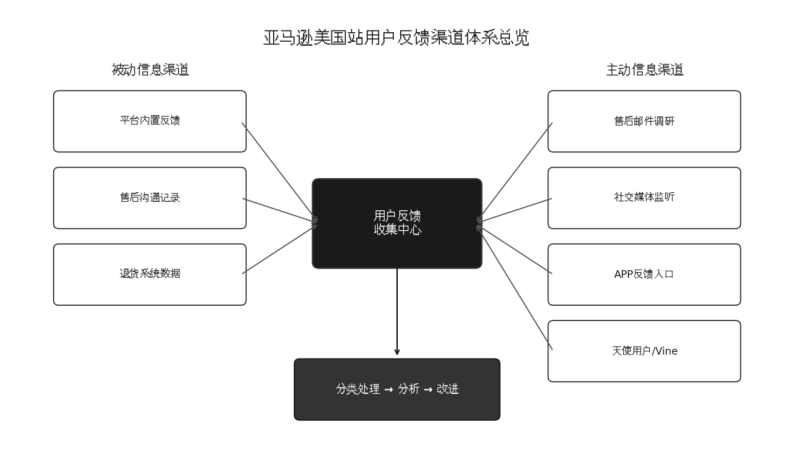 亚马逊美国站用户反馈渠道体系总览
被动信息渠道
主动信息渠道
平台内置反馈
售后邮件调研
售后沟通记录
社交媒体监听
用户反馈
收集中心
退货系统数据
APP反馈入口
天使用户/Vine
分类处理 → 分析 → 改进